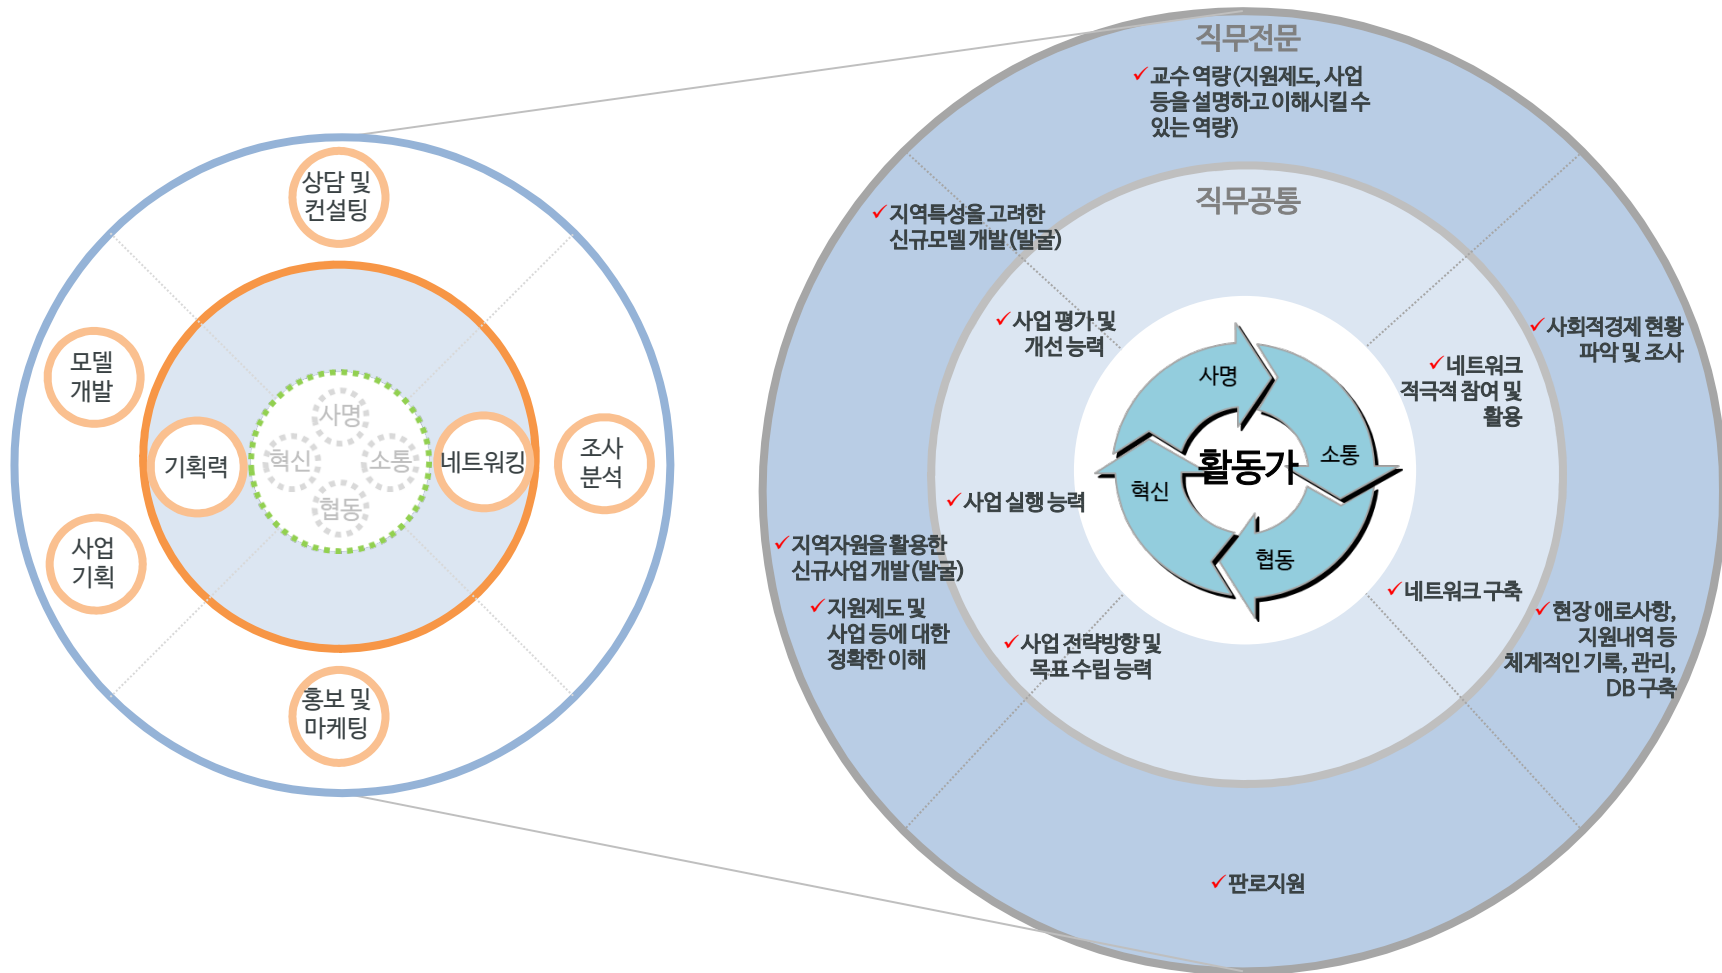 상담 및
컨설팅
모델
개발
사업
기획
기획력
사명
혁신
소통
협동
네트워킹
조사
분석
홍보 및
마케팅
직무전문
✓교수 역량(지원제도, 사업
등을 설명하고 이해시킬 수
있는 역량)
✓지역특성을 고려한
신규모델 개발(발굴)
직무공통
✓사업 평가 및
개선 능력
✓사업 실행 능력
✓지역자원을 활용한
신규사업 개발(발굴)
✓지원제도 및
사업 등에 대한
정확한 이해
✓사업 전략방향 및
목표 수립 능력
사명
소통
활동가
혁신
협동
✓네트워크
적극적 참여 및
활용
✓사회적경제 현황
파악 및 조사
✓네트워크 구축
✓현장 애로사항,
지원내역 등
체계적인 기록, 관리,
DB 구축
✓판로지원